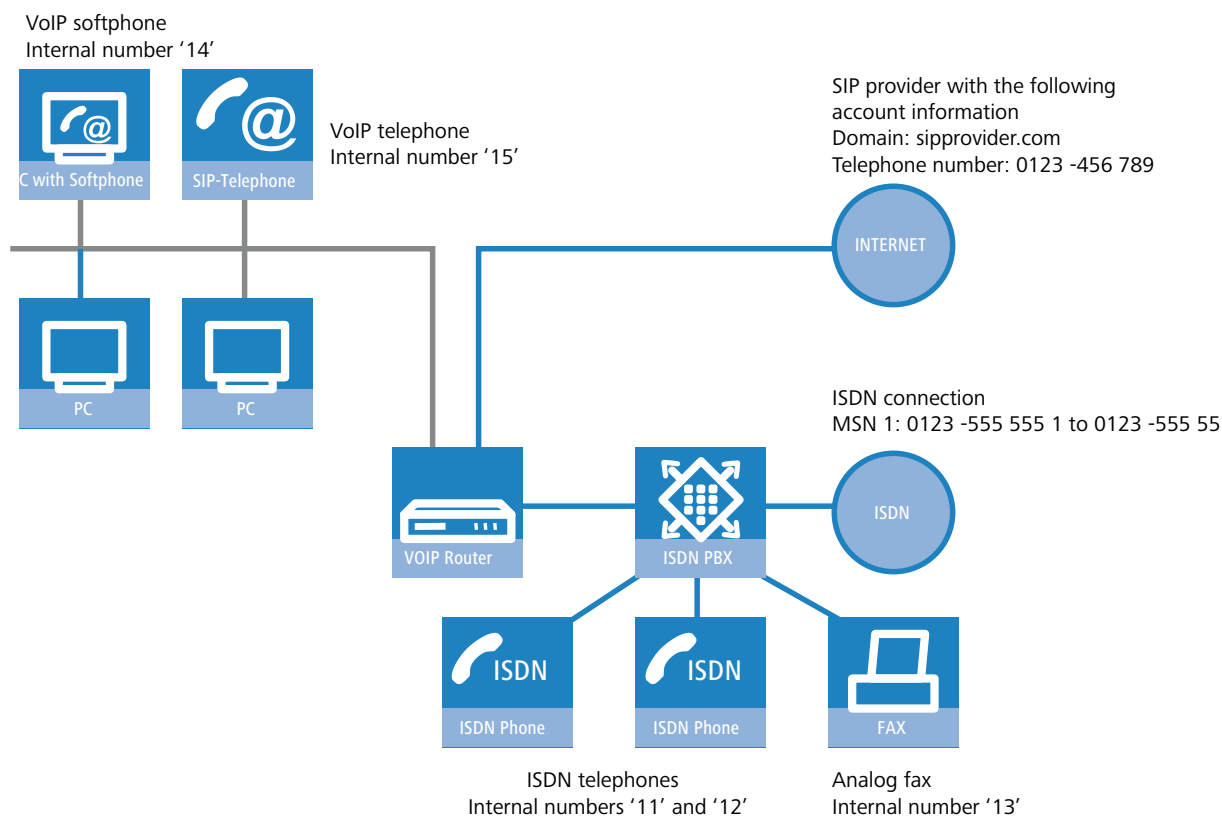 VoIP softphone
Internal number ‘14’
C with Softphone
SIP-Telephone
VoIP telephone
Internal number ‘15’
SIP provider with the following
account information
Domain: sipprovider.com
Telephone number: 0123 -456 789
INTERNET
PC
PC
ISDN connection
MSN 1: 0123 -555 555 1 to 0123 -555 55
VOIP Router
ISDN PBX
ISDN
ISDN
ISDN Phone
ISDN
ISDN Phone
FAX
ISDN telephones
Internal numbers ‘11’ and ‘12’
Analog fax
Internal number ‘13’